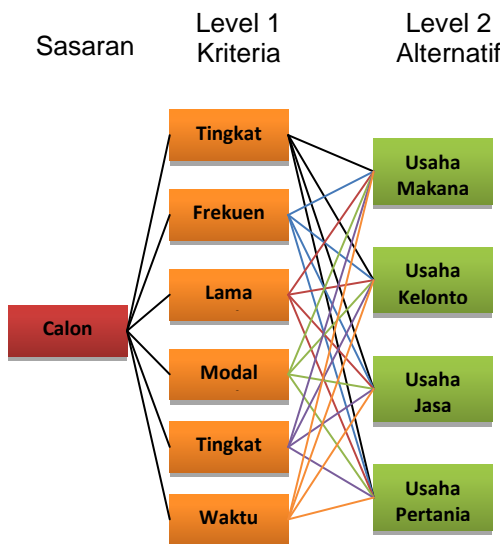 Sasaran
Level 1
Kriteria
Level 2
Alternatif
Calon
Tingkat
Frekuen
Lama
Modal
Tingkat
Waktu
Usaha
Makana
Usaha
Kelonto
Usaha
Jasa
Usaha
Pertania